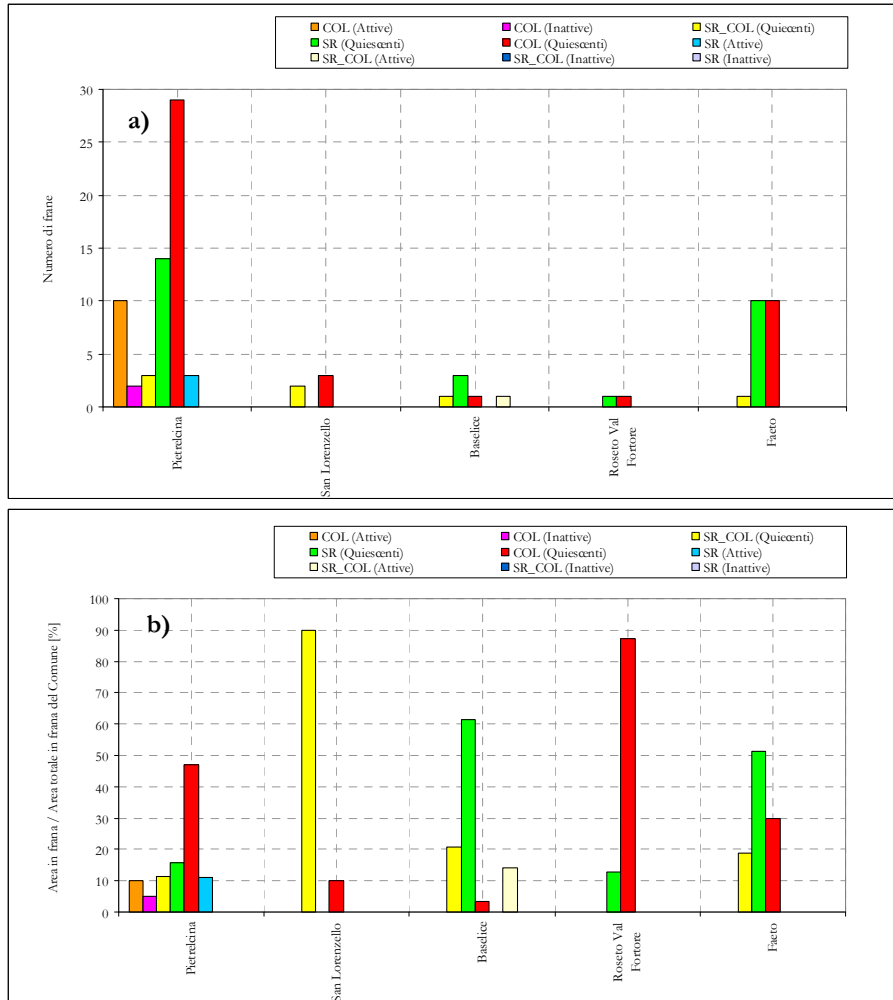 COL (Attive) COL (Inattive) SR_COL (Quiescenti)
SR (Quiescenti) COL (Quiescenti) SR (Attive)
SR_COL (Attive) SR_COL (Inattive) SR (Inattive)
a)
Numero di frane
30
25
20
15
10
5
0
Pietrelcina
San Lorenzello
Baselice
Roseto Val
Fortore
Faeto
COL (Attive) COL (Inattive) SR_COL (Quiecenti)
SR (Quiescenti) COL (Quiescenti) SR (Attive)
SR_COL (Attive) SR_COL (Inattive) SR (Inattive)
b)
Area in frana / Area totale in frana del Comune [%]
100
90
80
70
60
50
40
30
20
10
0
Pietrelcina
San Lorenzello
Baselice
Roseto Val
Fortore
Faeto